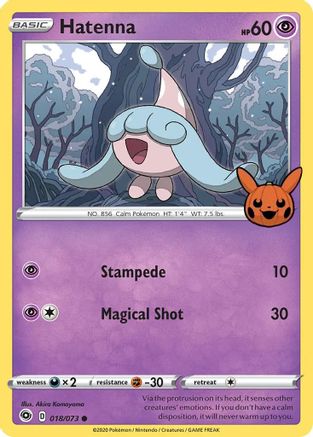 BASIC
Hatenna
HP60
NO. 856 Calm Pokémon HT: 1'4" WT: 7.5 lbs.
Stampede 10
Magical Shot 30
weakness ×2 resistance -30 retreat
Illus. Akira Komayama
D 018/073 ●
Via the protrusion on its head, it senses other
creatures' emotions. If you don't have a calm
disposition, it will never warm up to you.
©2020 Pokémon / Nintendo / Creatures / GAME FREAK